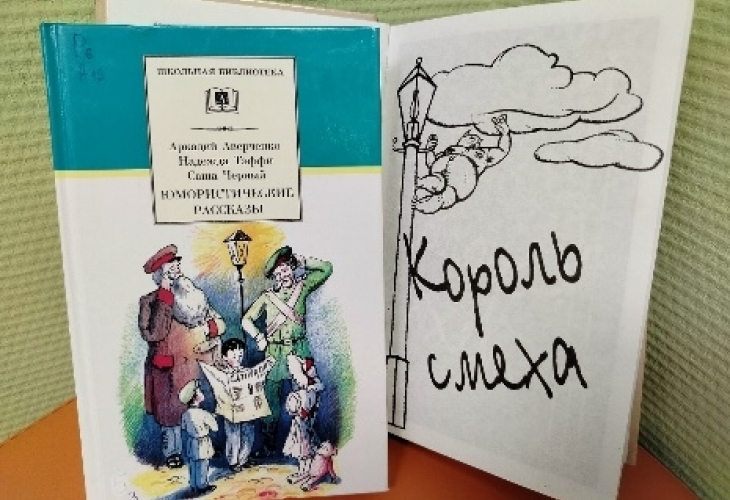 ШКОЛЬНАЯ БИБЛИОТЕКА
Аркадий Аверченко
Надежда Тэффи
Саша Черный
ЮМОРИСТИЧЕСКИЕ
РАССКАЗЫ
Король
смеха